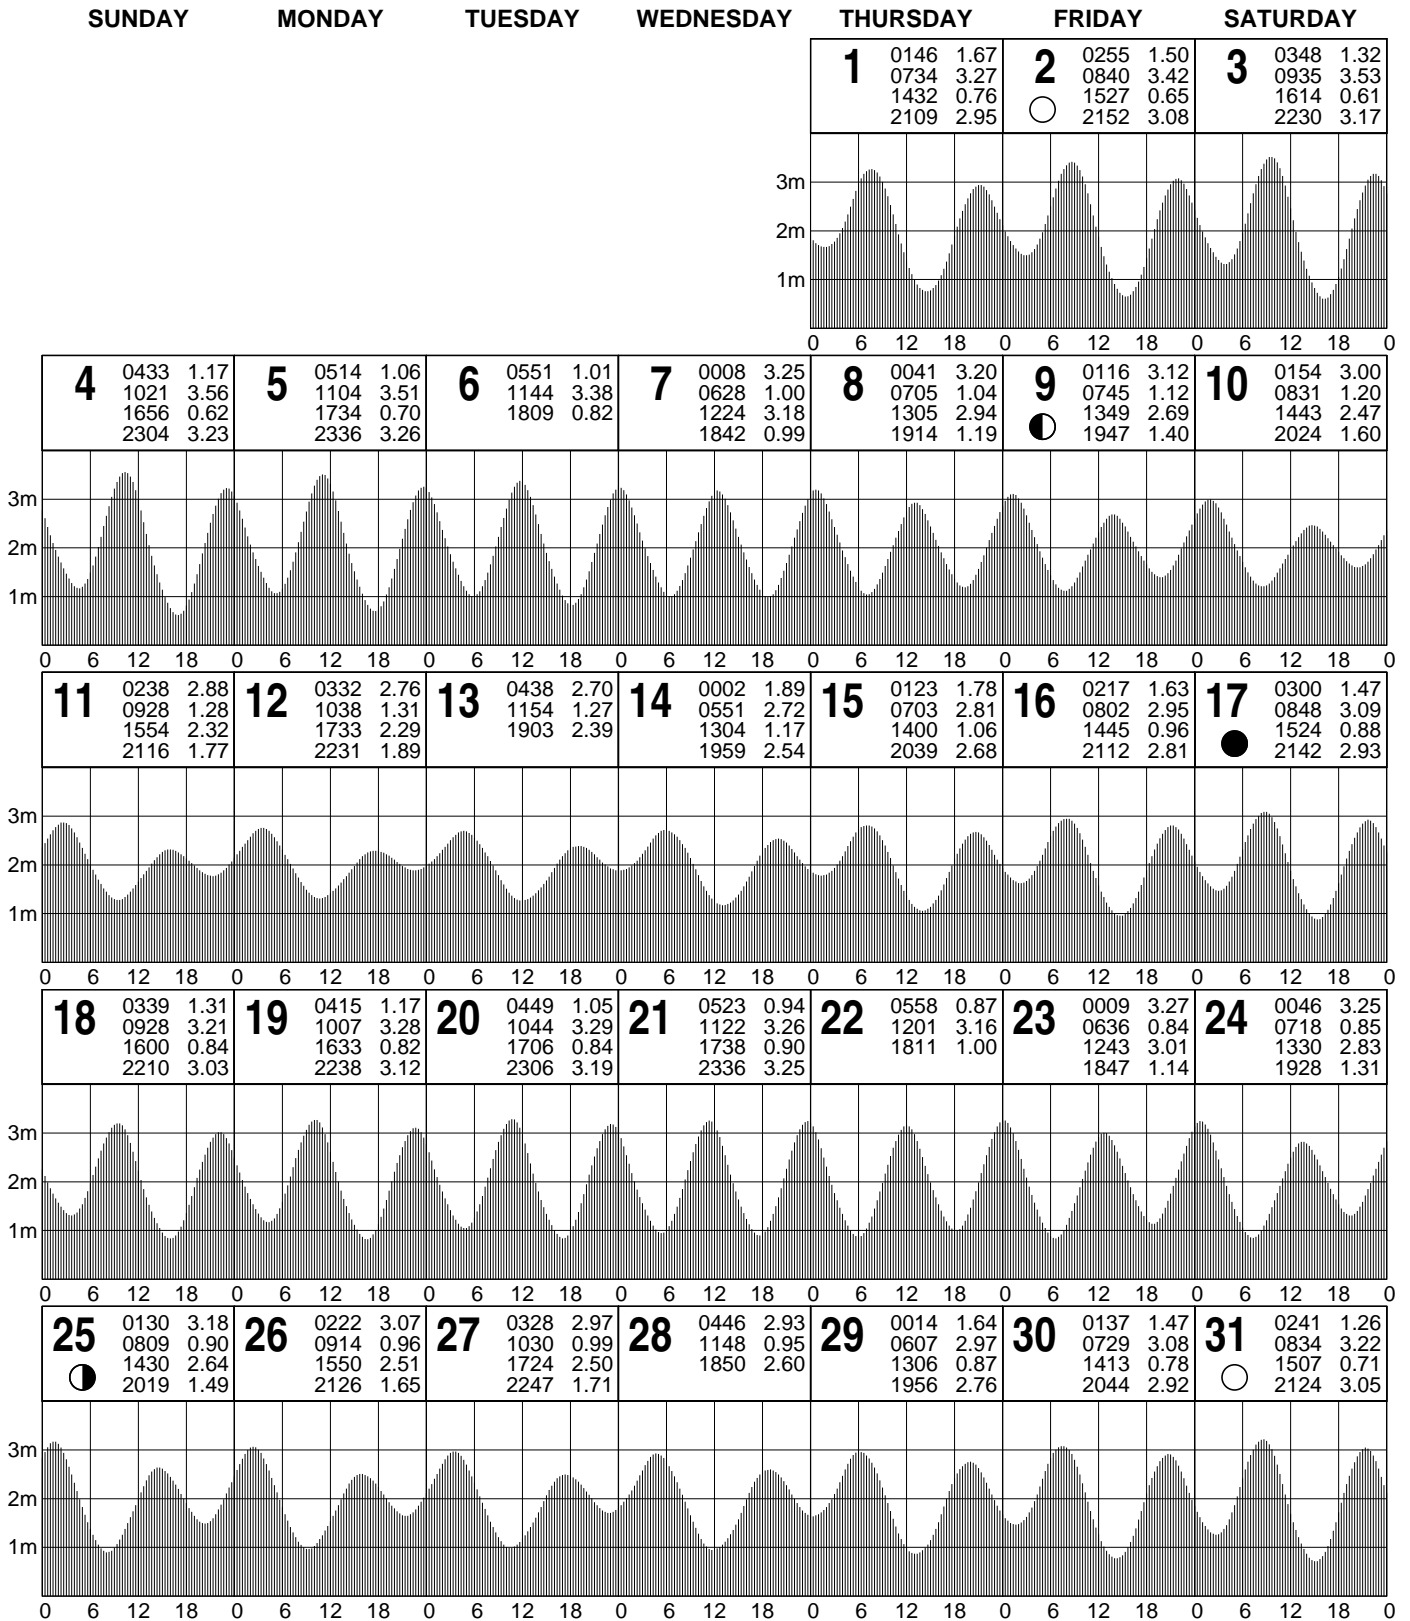 SUNDAY MONDAY TUESDAY WEDNESDAY THURSDAY FRIDAY SATURDAY
1 0146 1.67
0734 3.27
1432 0.76
2109 2.95
2 0255 1.50
0840 3.42
1527 0.65
2152 3.08
3 0348 1.32
0935 3.53
1614 0.61
2230 3.17
3m
2m
1m
0 6 12 18 0 6 12 18 0 6 12 18 0
4 0433 1.17
1021 3.56
1656 0.62
2304 3.23
5 0514 1.06
1104 3.51
1734 0.70
2336 3.26
6 0551 1.01
1144 3.38
1809 0.82
7 0008 3.25
0628 1.00
1224 3.18
1842 0.99
8 0041 3.20
0705 1.04
1305 2.94
1914 1.19
9 0116 3.12
0745 1.12
1349 2.69
1947 1.40
10 0154 3.00
0831 1.20
1443 2.47
2024 1.60
3m
2m
1m
0 6 12 18 0 6 12 18 0 6 12 18 0 6 12 18 0 6 12 18 0 6 12 18 0 6 12 18 0
11 0238 2.88
0928 1.28
1554 2.32
2116 1.77
12 0332 2.76
1038 1.31
1733 2.29
2231 1.89
13 0438 2.70
1154 1.27
1903 2.39
14 0002 1.89
0551 2.72
1304 1.17
1959 2.54
15 0123 1.78
0703 2.81
1400 1.06
2039 2.68
16 0217 1.63
0802 2.95
1445 0.96
2112 2.81
17 0300 1.47
0848 3.09
1524 0.88
2142 2.93
3m
2m
1m
0 6 12 18 0 6 12 18 0 6 12 18 0 6 12 18 0 6 12 18 0 6 12 18 0 6 12 18 0
18 0339 1.31
0928 3.21
1600 0.84
2210 3.03
19 0415 1.17
1007 3.28
1633 0.82
2238 3.12
20 0449 1.05
1044 3.29
1706 0.84
2306 3.19
21 0523 0.94
1122 3.26
1738 0.90
2336 3.25
22 0558 0.87
1201 3.16
1811 1.00
23 0009 3.27
0636 0.84
1243 3.01
1847 1.14
24 0046 3.25
0718 0.85
1330 2.83
1928 1.31
3m
2m
1m
0 6 12 18 0 6 12 18 0 6 12 18 0 6 12 18 0 6 12 18 0 6 12 18 0 6 12 18 0
25 0130 3.18
0809 0.90
1430 2.64
2019 1.49
26 0222 3.07
0914 0.96
1550 2.51
2126 1.65
27 0328 2.97
1030 0.99
1724 2.50
2247 1.71
28 0446 2.93
1148 0.95
1850 2.60
29 0014 1.64
0607 2.97
1306 0.87
1956 2.76
30 0137 1.47
0729 3.08
1413 0.78
2044 2.92
31 0241 1.26
0834 3.22
1507 0.71
2124 3.05
3m
2m
1m
0 6 12 18 0 6 12 18 0 6 12 18 0 6 12 18 0 6 12 18 0 6 12 18 0 6 12 18 0